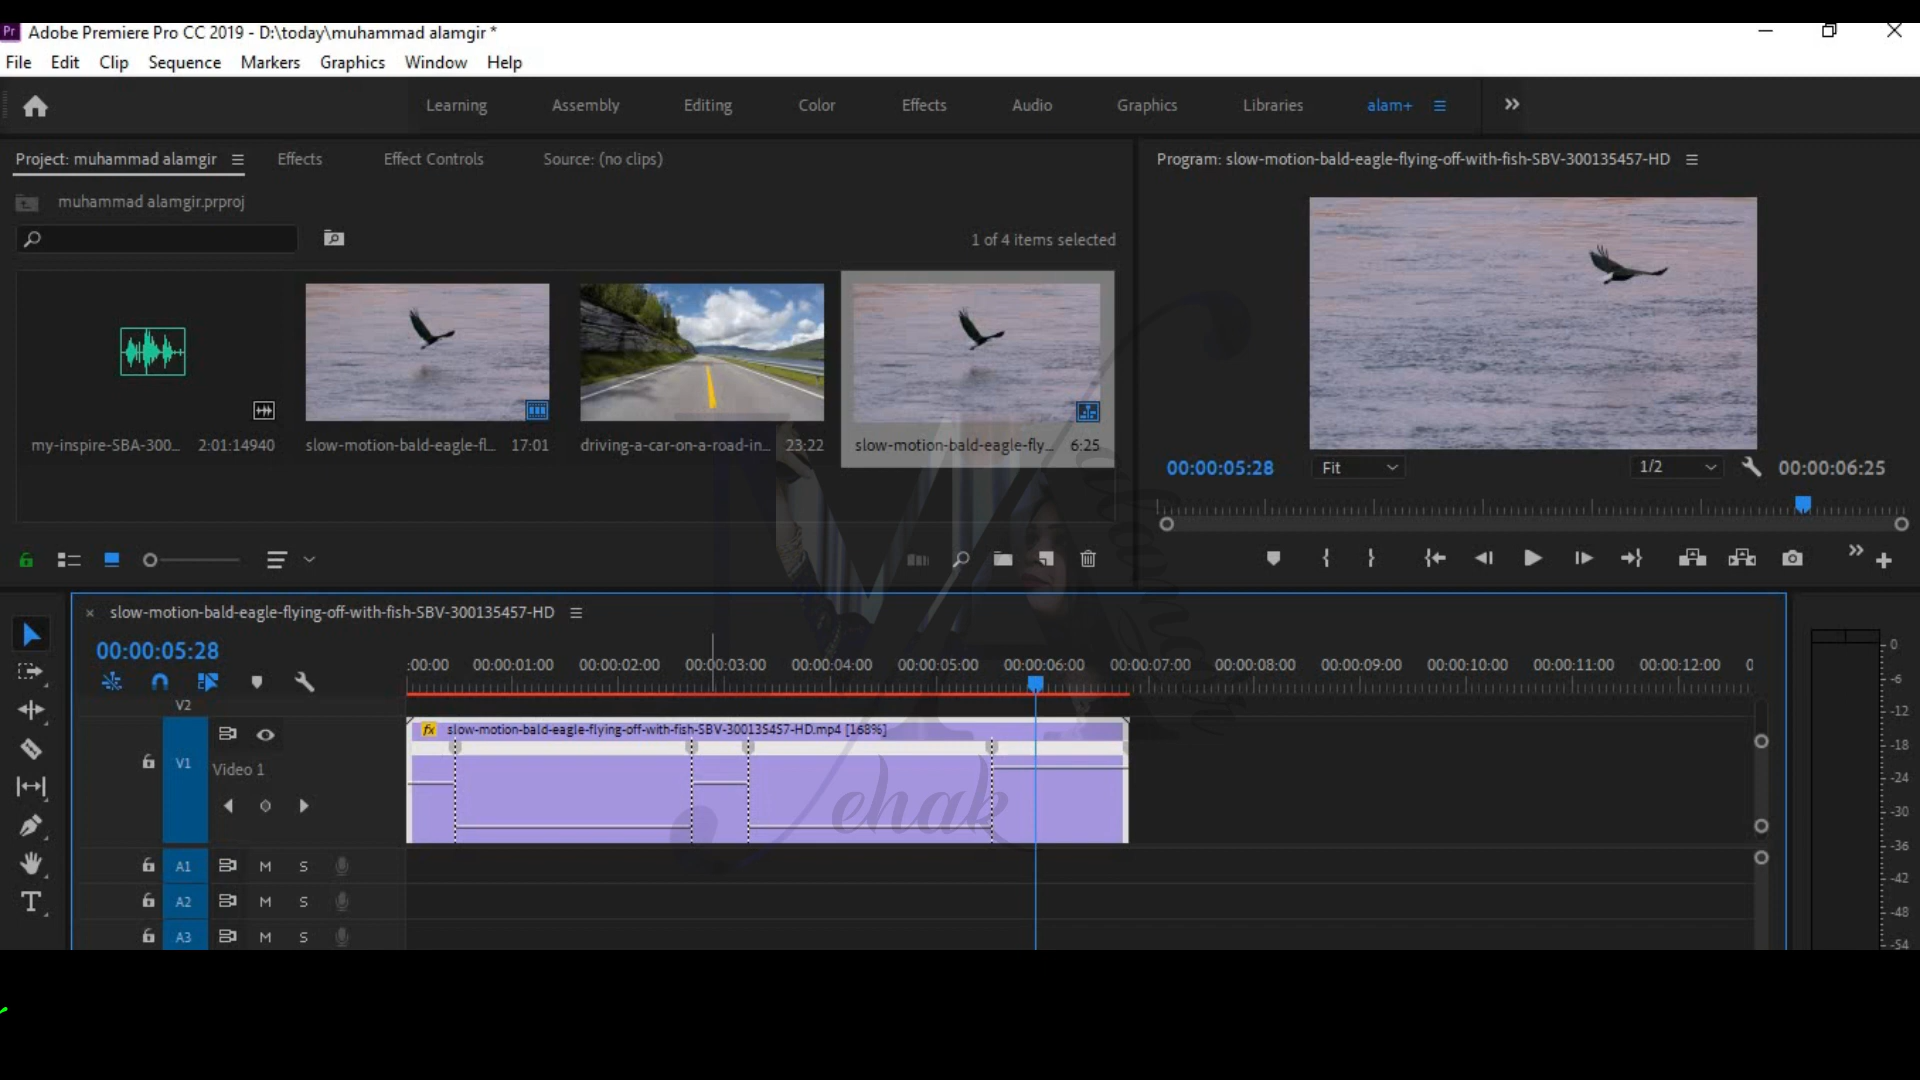 Pr Adobe Premiere Pro CC 2019 - D:\today\muhammad alamgir *
File Edit Clip Sequence Markers Graphics Window Help
Learning Assembly Editing Color Effects Audio Graphics Libraries alam+
Project: muhammad alamgir Effects Effect Controls Source: (no clips)
Program: slow-motion-bald-eagle-flying-off-with-fish-SBV-300135457-HD
muhammad alamgir.prproj
1 of 4 items selected
my-inspire-SBA-300... 2:01:14940
slow-motion-bald-eagle-fl... 17:01
driving-a-car-on-a-road-in... 23:22
slow-motion-bald-eagle-fly... 6:25
00:00:05:28 Fit 1/2 00:00:06:25
slow-motion-bald-eagle-flying-off-with-fish-SBV-300135457-HD
00:00:05:28
:00:00 00:00:01:00 00:00:02:00 00:00:03:00 00:00:04:00 00:00:05:00 00:00:06:00 00:00:07:00 00:00:08:00 00:00:09:00 00:00:10:00 00:00:11:00 00:00:12:00 0
V2
fx slow-motion-bald-eagle-flying-off-with-fish-SBV-300135457-HD.mp4 [168%]
V1 Video 1
A1 M S
A2 M S
A3 M S
0
-6
-12
-18
-24
-30
-36
-42
-48
-54
ehak